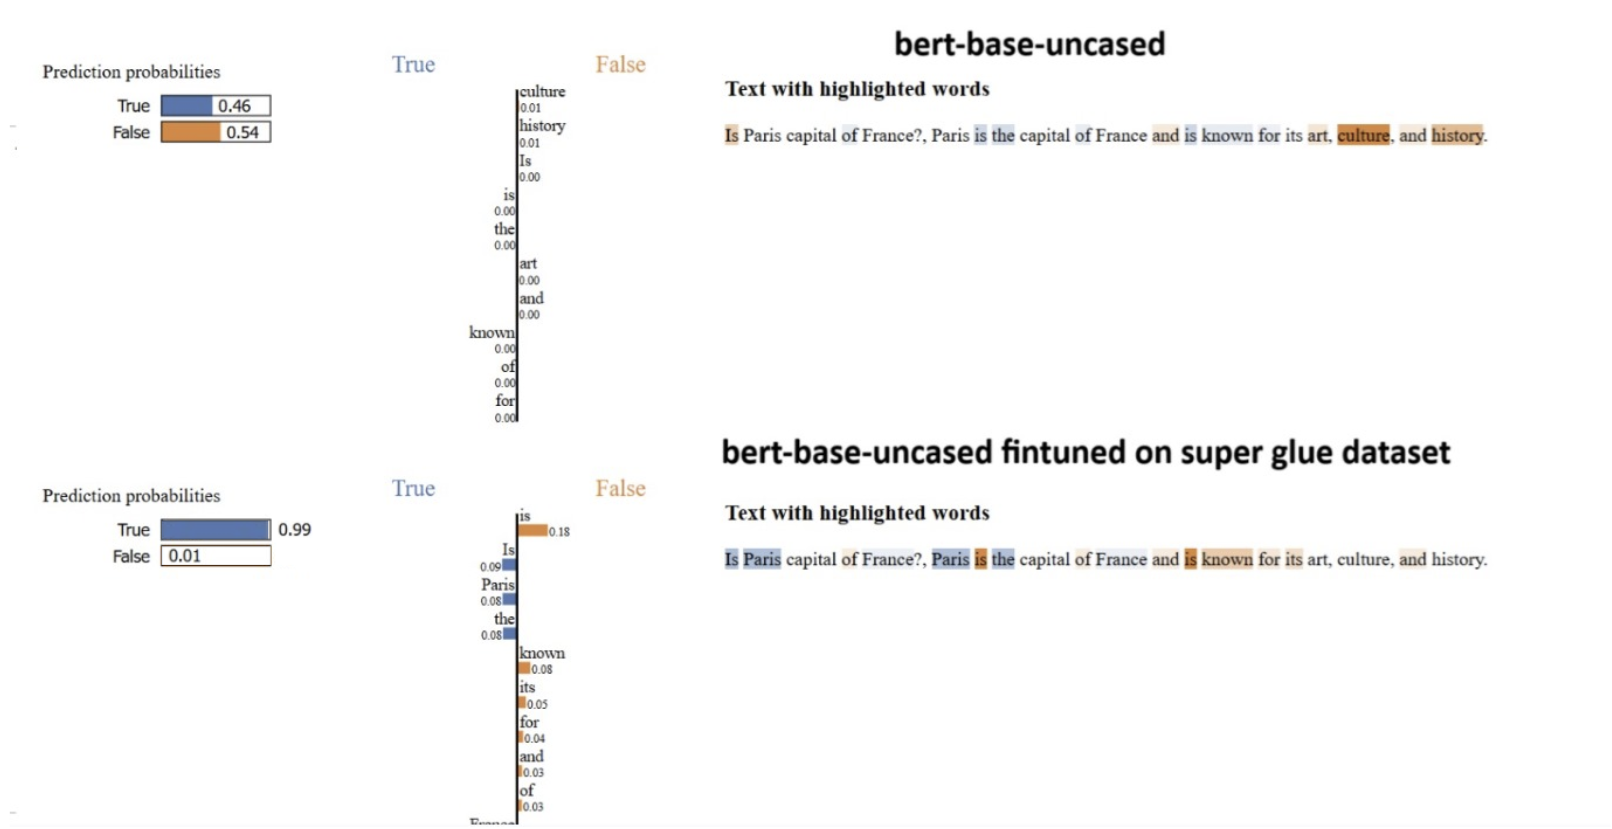 bert-base-uncased
Prediction probabilities
True 0.46
False 0.54
True False
culture
0.01
history
0.01
Is
0.00
is
0.00
the
0.00
art
0.00
and
0.00
known
0.00
of
0.00
for
0.00
Text with highlighted words
Is Paris capital of France?, Paris is the capital of France and is known for its art, culture, and history.
bert-base-uncased fintuned on super glue dataset
Prediction probabilities
True 0.99
False 0.01
True False
is
0.18
Is
0.09
Paris
0.08
the
0.08
known
0.08
its
0.05
for
0.04
and
0.03
of
0.03
Text with highlighted words
Is Paris capital of France?, Paris is the capital of France and is known for its art, culture, and history.